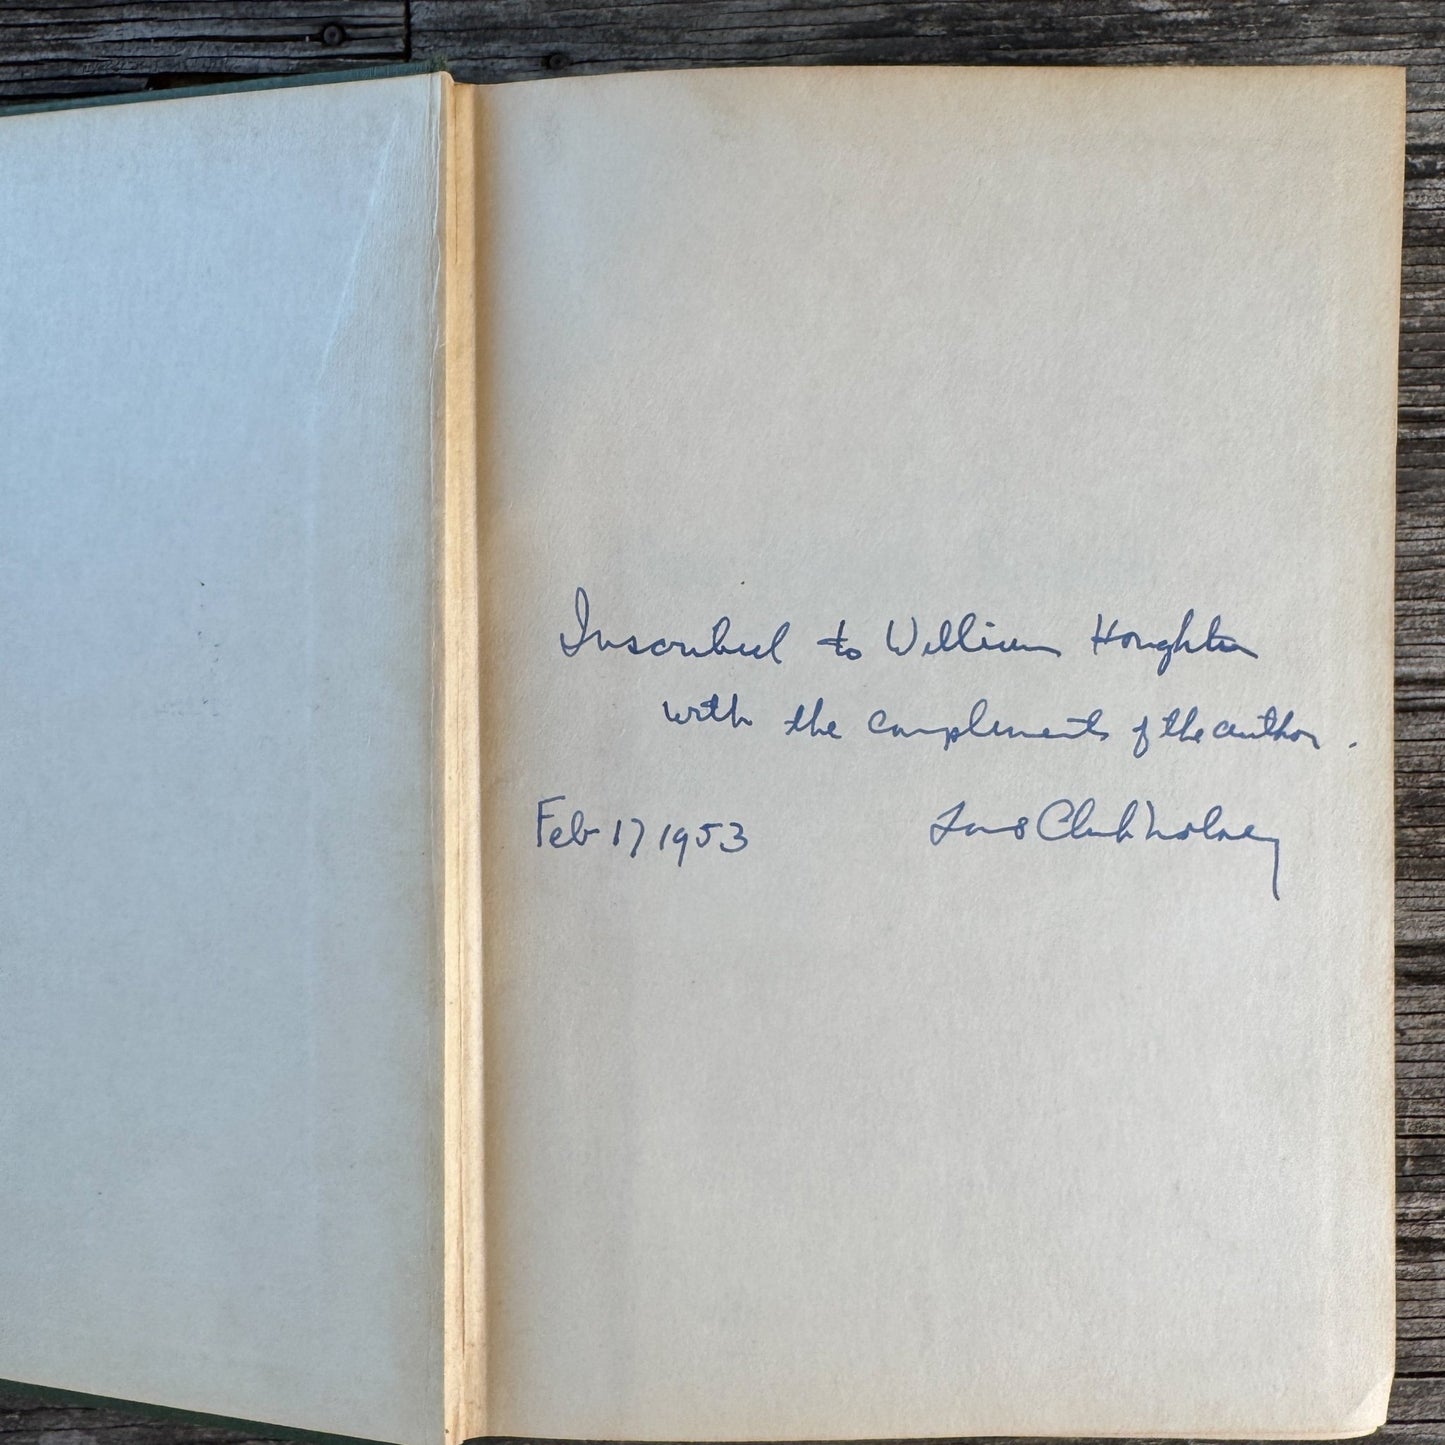 Inscribed to William Houghton
with the compliments of the author.
Feb 17 1953